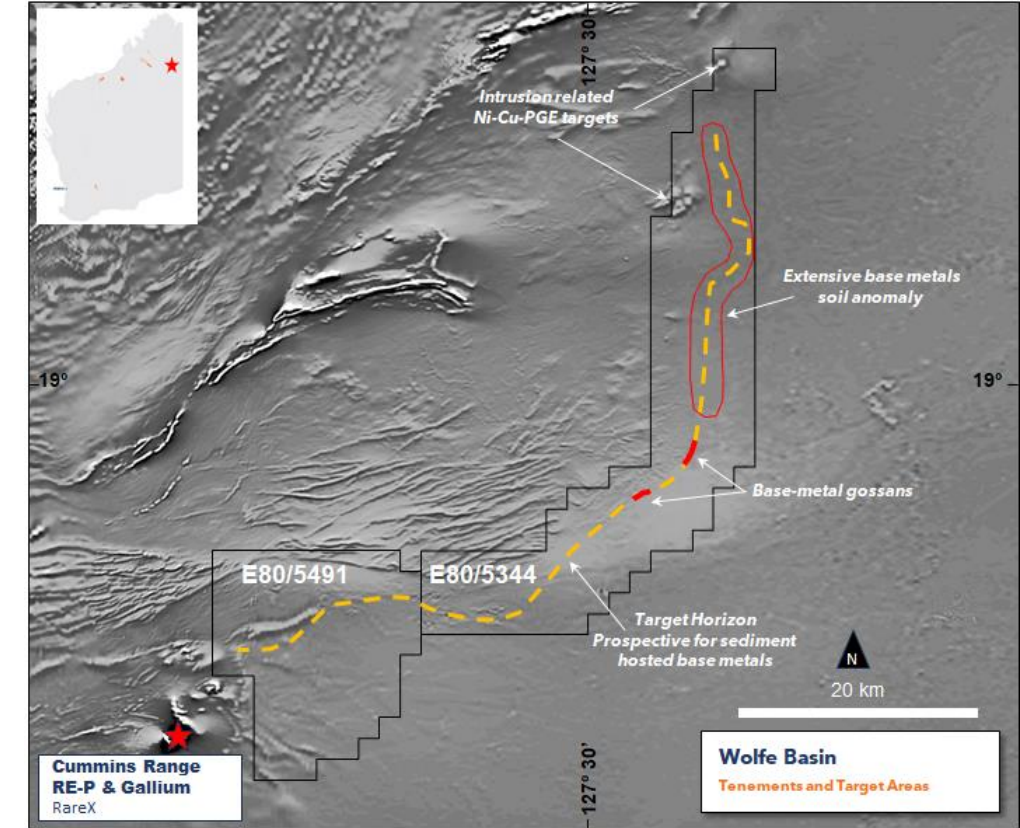 127° 30'
Intrusion related
Ni-Cu-PGE targets
Extensive base metals
soil anomaly
19°
19°
Base-metal gossans
E80/5491
E80/5344
Target Horizon
Prospective for sediment
hosted base metals
N
20 km
127° 30'
Cummins Range
RE-P & Gallium
RareX
Wolfe Basin
Tenements and Target Areas